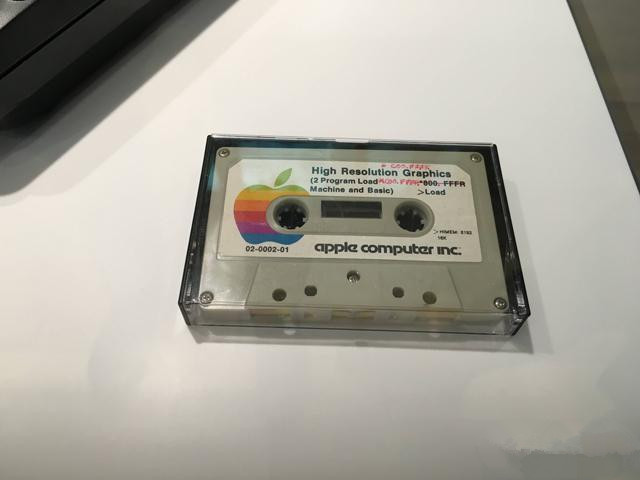 High Resolution Graphics
(2 Program Load *800. FFFR
Machine and Basic) >Load
>HIMEM: 8192
16K
apple computer inc.
02-0002-01